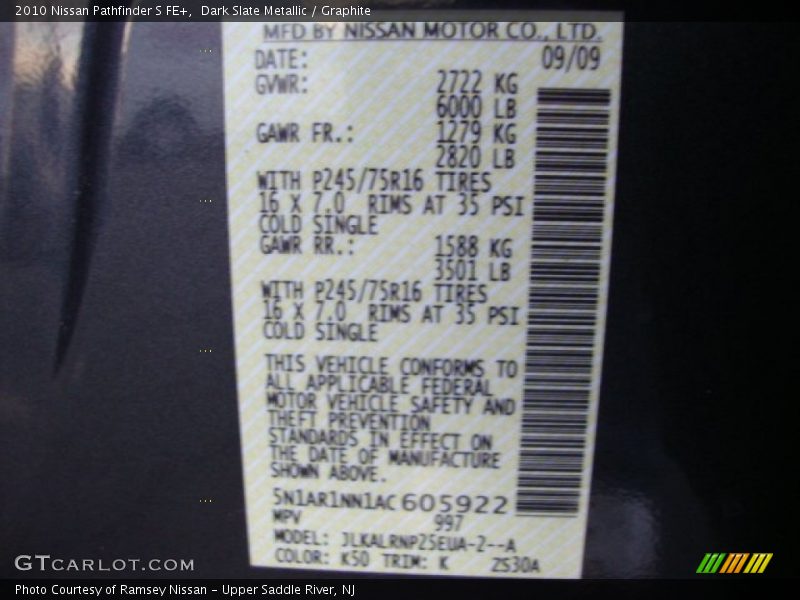 2010 Nissan Pathfinder S FE+, Dark Slate Metallic / Graphite
MFD BY NISSAN MOTOR CO., LTD.
DATE: 09/09
GVWR: 2722 KG
6000 LB
GAWR FR.: 1279 KG
2820 LB
WITH P245/75R16 TIRES
16 X 7.0 RIMS AT 35 PSI
COLD SINGLE
GAWR RR.: 1588 KG
3501 LB
WITH P245/75R16 TIRES
16 X 7.0 RIMS AT 35 PSI
COLD SINGLE
THIS VEHICLE CONFORMS TO
ALL APPLICABLE FEDERAL
MOTOR VEHICLE SAFETY AND
THEFT PREVENTION
STANDARDS IN EFFECT ON
THE DATE OF MANUFACTURE
SHOWN ABOVE.
5N1AR1NN1AC605922
MPV 997
MODEL: JLKALRNP25EUA-2--A
COLOR: K50 TRIM: K ZS30A
GTCARLOT.COM
Photo Courtesy of Ramsey Nissan - Upper Saddle River, NJ